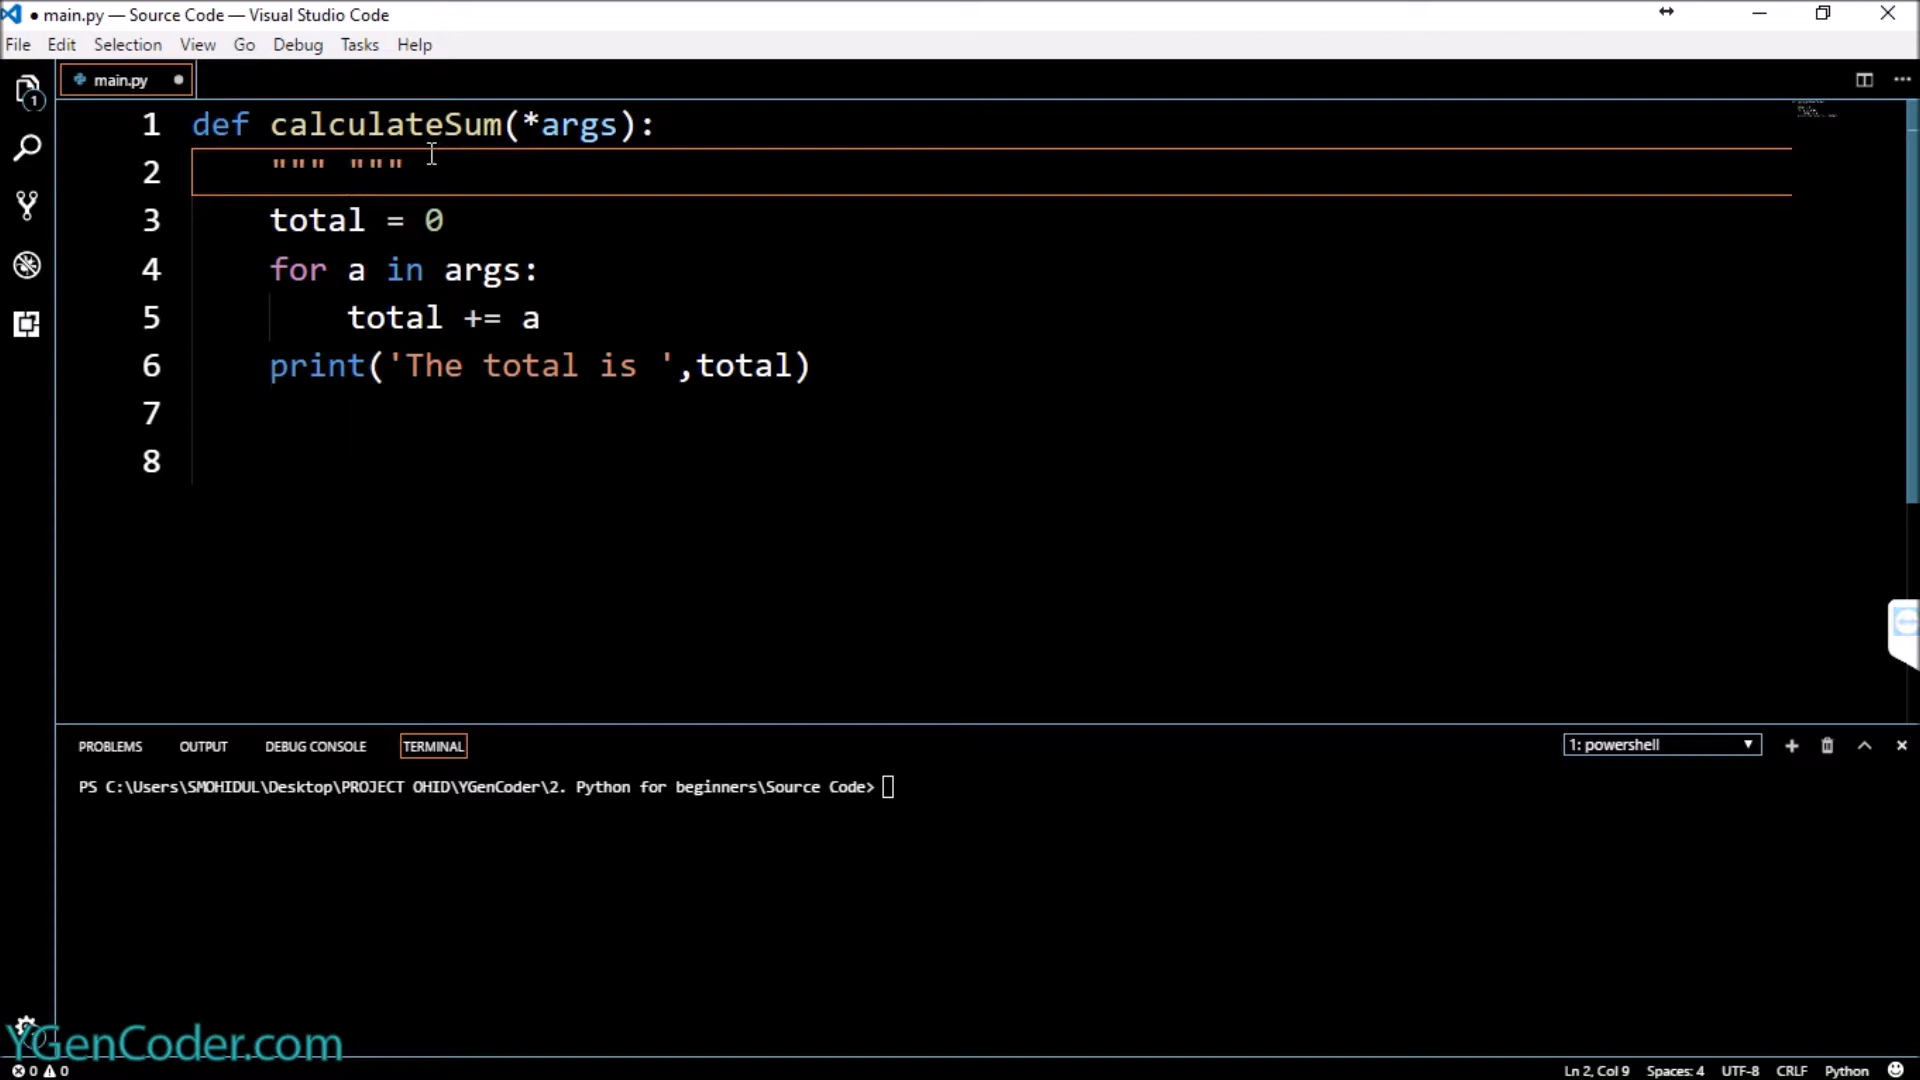 ● main.py — Source Code — Visual Studio Code
File Edit Selection View Go Debug Tasks Help
1
main.py ●
1 def calculateSum(*args):
2     """ """
3     total = 0
4     for a in args:
5         total += a
6     print('The total is ',total)
7
8
PROBLEMS OUTPUT DEBUG CONSOLE TERMINAL 1: powershell
PS C:\Users\SMOHIDUL\Desktop\PROJECT OHID\YGenCoder\2. Python for beginners\Source Code>
YGenCoder.com
0 0 Ln 2, Col 9 Spaces: 4 UTF-8 CRLF Python